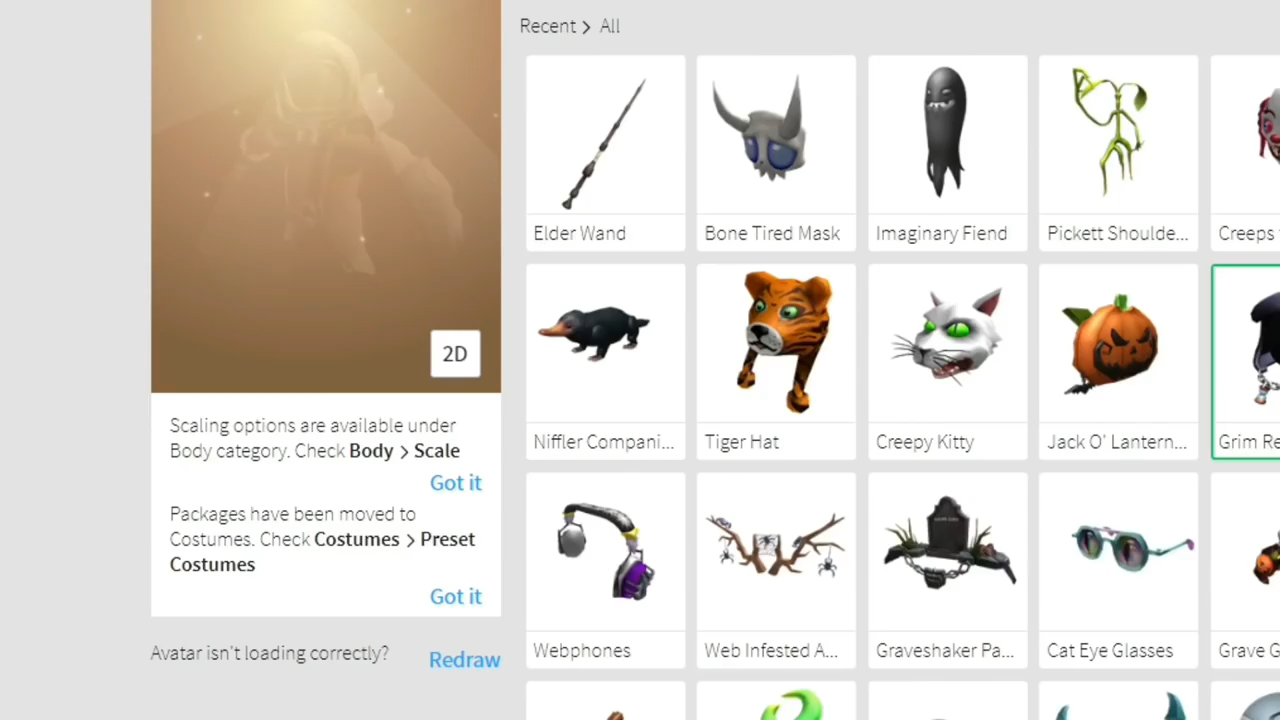 Recent > All
Elder Wand
Bone Tired Mask
Imaginary Fiend
Pickett Shoulde...
Creeps
2D
Niffler Compani...
Tiger Hat
Creepy Kitty
Jack O' Lantern...
Grim Re
Scaling options are available under
Body category. Check Body > Scale
Got it
Packages have been moved to
Costumes. Check Costumes > Preset
Costumes
Got it
Webphones
Web Infested A...
Graveshaker Pa...
Cat Eye Glasses
Grave G
Avatar isn't loading correctly?
Redraw